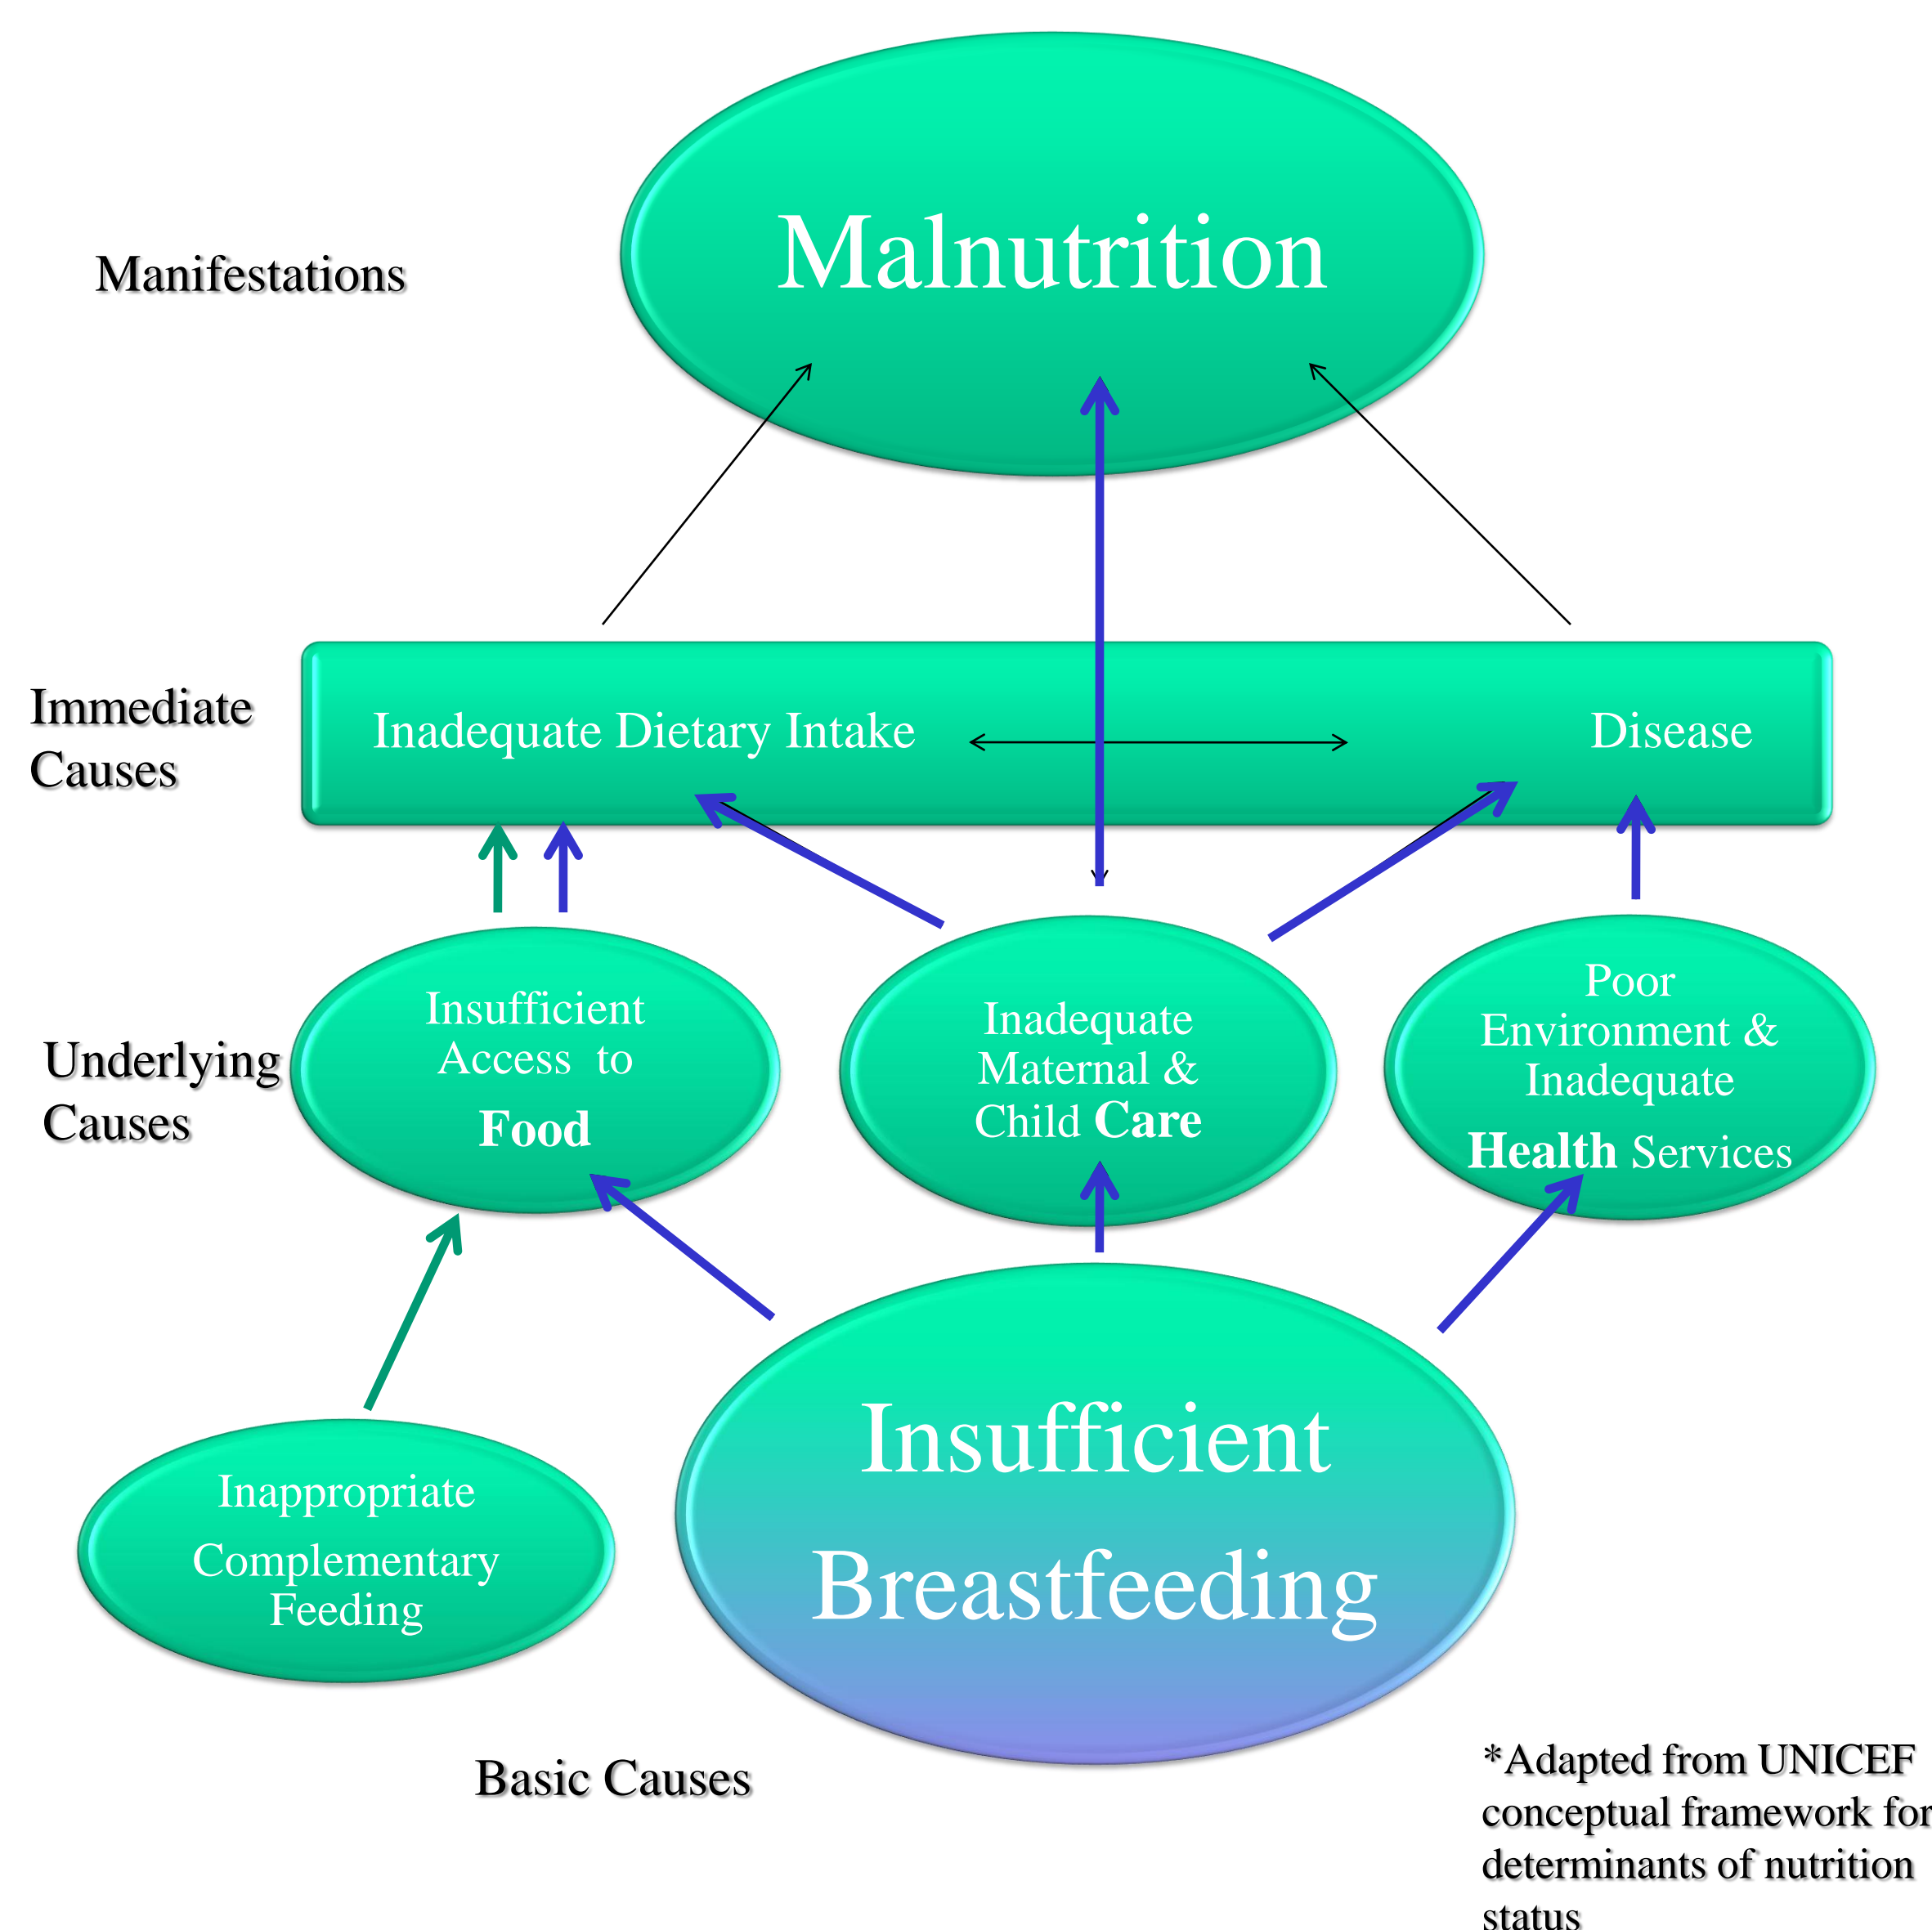 Malnutrition
Manifestations
Immediate
Causes
Inadequate Dietary Intake
Disease
Underlying
Causes
Insufficient
Access to
Food
Inadequate
Maternal &
Child Care
Poor
Environment &
Inadequate
Health Services
Inappropriate
Complementary
Feeding
Insufficient
Breastfeeding
Basic Causes
*Adapted from UNICEF
conceptual framework for
determinants of nutrition
status